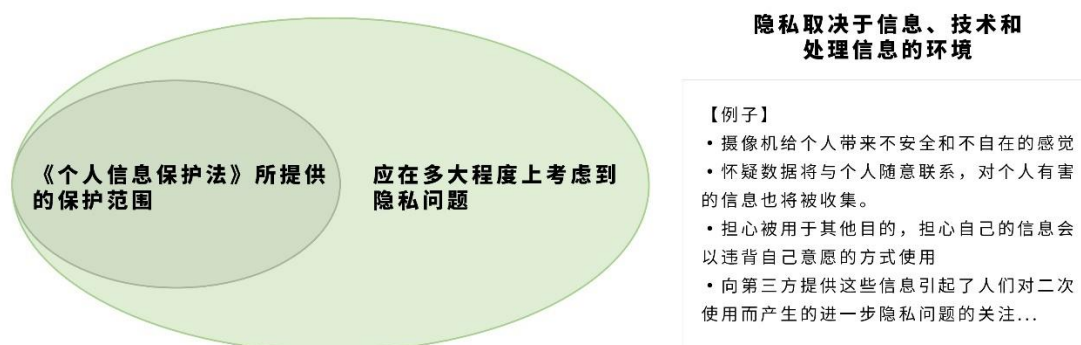 《个人信息保护法》所提供
的保护范围
应在多大程度上考虑到
隐私问题
隐私取决于信息、技术和
处理信息的环境
【例子】
•摄像机给个人带来不安全和不自在的感觉
•怀疑数据将与个人随意联系，对个人有害
的信息也将被收集。
•担心被用于其他目的，担心自己的信息会
以违背自己意愿的方式使用
•向第三方提供这些信息引起了人们对二次
使用而产生的进一步隐私问题的关注...